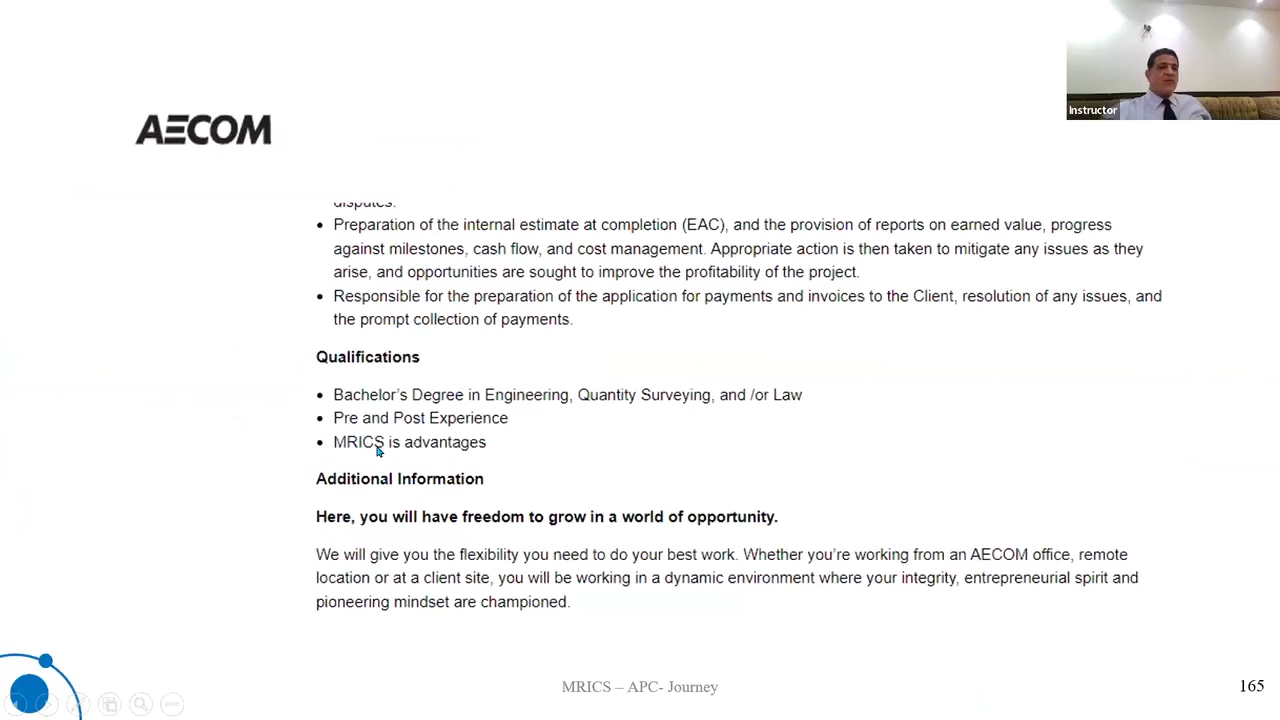 Instructor
AECOM
disputes.
• Preparation of the internal estimate at completion (EAC), and the provision of reports on earned value, progress
against milestones, cash flow, and cost management. Appropriate action is then taken to mitigate any issues as they
arise, and opportunities are sought to improve the profitability of the project.
• Responsible for the preparation of the application for payments and invoices to the Client, resolution of any issues, and
the prompt collection of payments.
Qualifications
• Bachelor's Degree in Engineering, Quantity Surveying, and /or Law
• Pre and Post Experience
• MRICS is advantages
Additional Information
Here, you will have freedom to grow in a world of opportunity.
We will give you the flexibility you need to do your best work. Whether you're working from an AECOM office, remote
location or at a client site, you will be working in a dynamic environment where your integrity, entrepreneurial spirit and
pioneering mindset are championed.
MRICS – APC- Journey
165